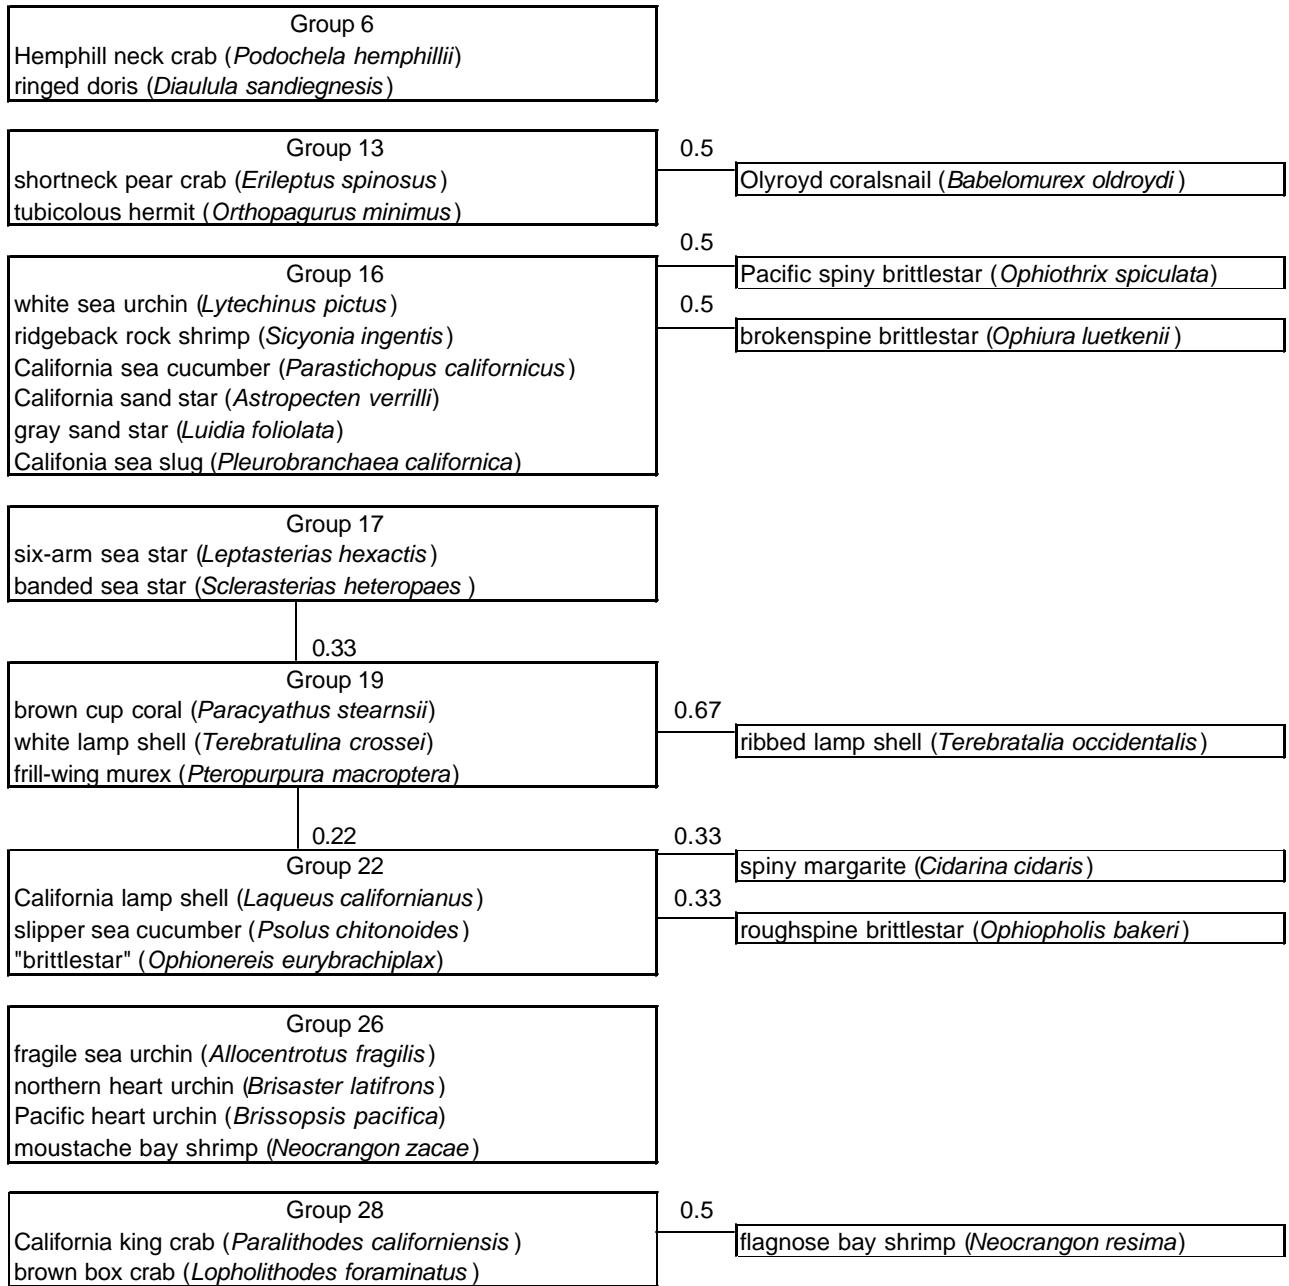 Group 6
Hemphill neck crab (Podochela hemphillii)
ringed doris (Diaulula sandiegnesis)
Group 13
shortneck pear crab (Erileptus spinosus)
tubicolous hermit (Orthopagurus minimus)
0.5
Olyroyd coralsnail (Babelomurex oldroydi)
Group 16
white sea urchin (Lytechinus pictus)
ridgeback rock shrimp (Sicyonia ingentis)
California sea cucumber (Parastichopus californicus)
California sand star (Astropecten verrilli)
gray sand star (Luidia foliolata)
Califonia sea slug (Pleurobranchaea californica)
0.5
Pacific spiny brittlestar (Ophiothrix spiculata)
0.5
brokenspine brittlestar (Ophiura luetkenii)
Group 17
six-arm sea star (Leptasterias hexactis)
banded sea star (Sclerasterias heteropaes)
0.33
Group 19
brown cup coral (Paracyathus stearnsii)
white lamp shell (Terebratulina crossei)
frill-wing murex (Pteropurpura macroptera)
0.67
ribbed lamp shell (Terebratalia occidentalis)
0.22
Group 22
California lamp shell (Laqueus californianus)
slipper sea cucumber (Psolus chitonoides)
"brittlestar" (Ophionereis eurybrachiplax)
0.33
spiny margarite (Cidarina cidaris)
0.33
roughspine brittlestar (Ophiopholis bakeri)
Group 26
fragile sea urchin (Allocentrotus fragilis)
northern heart urchin (Brisaster latifrons)
Pacific heart urchin (Brissopsis pacifica)
moustache bay shrimp (Neocrangon zacae)
Group 28
California king crab (Paralithodes californiensis)
brown box crab (Lopholithodes foraminatus)
0.5
flagnose bay shrimp (Neocrangon resima)